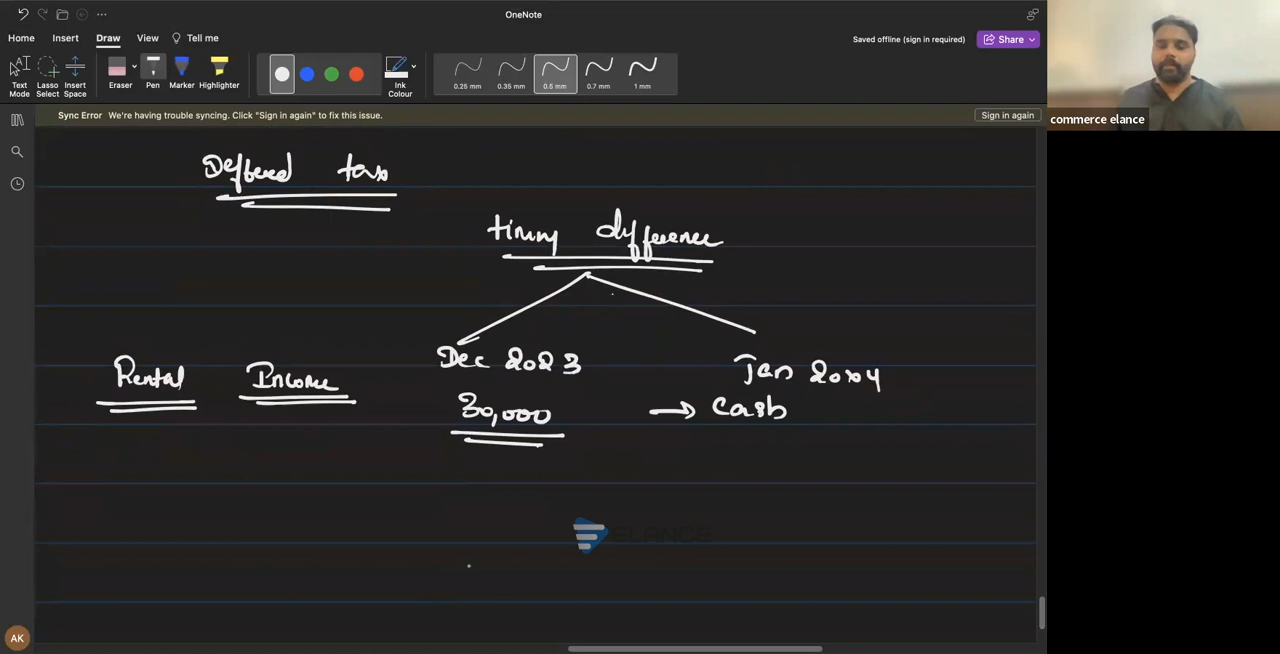 OneNote
Home Insert Draw View Tell me
Saved offline (sign in required) Share
Text Mode Lasso Select Insert Space Eraser Pen Marker Highlighter Ink Colour 0.25 mm 0.35 mm 0.5 mm 0.7 mm 1 mm
commerce elance
Sync Error We're having trouble syncing. Click "Sign in again" to fix this issue. Sign in again
Deffered tax
timing difference
Rental Income Dec 2023 Jan 2024
30,000 → Cash
ELANCE
AK